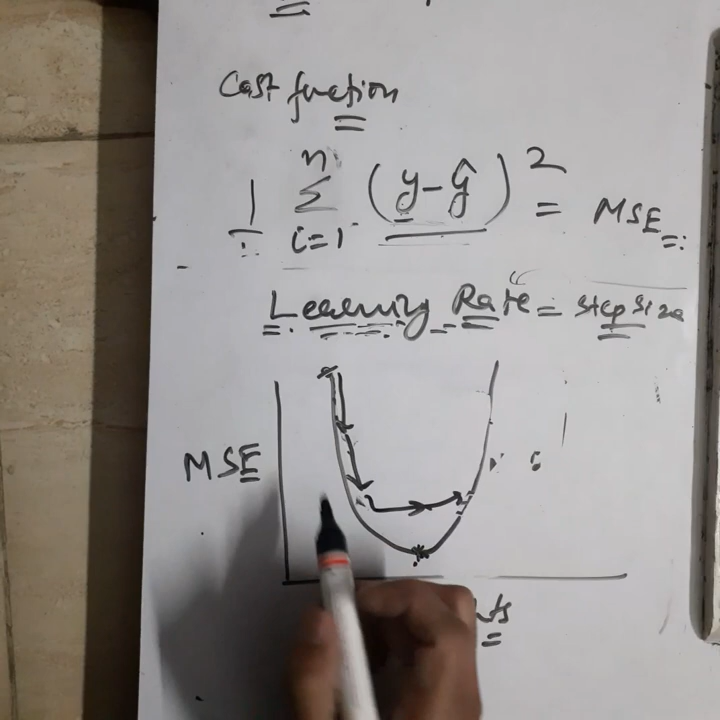 Cost function
n
1 Σ (y-ŷ)² = MSE
i=1
Learning Rate = step size
MSE